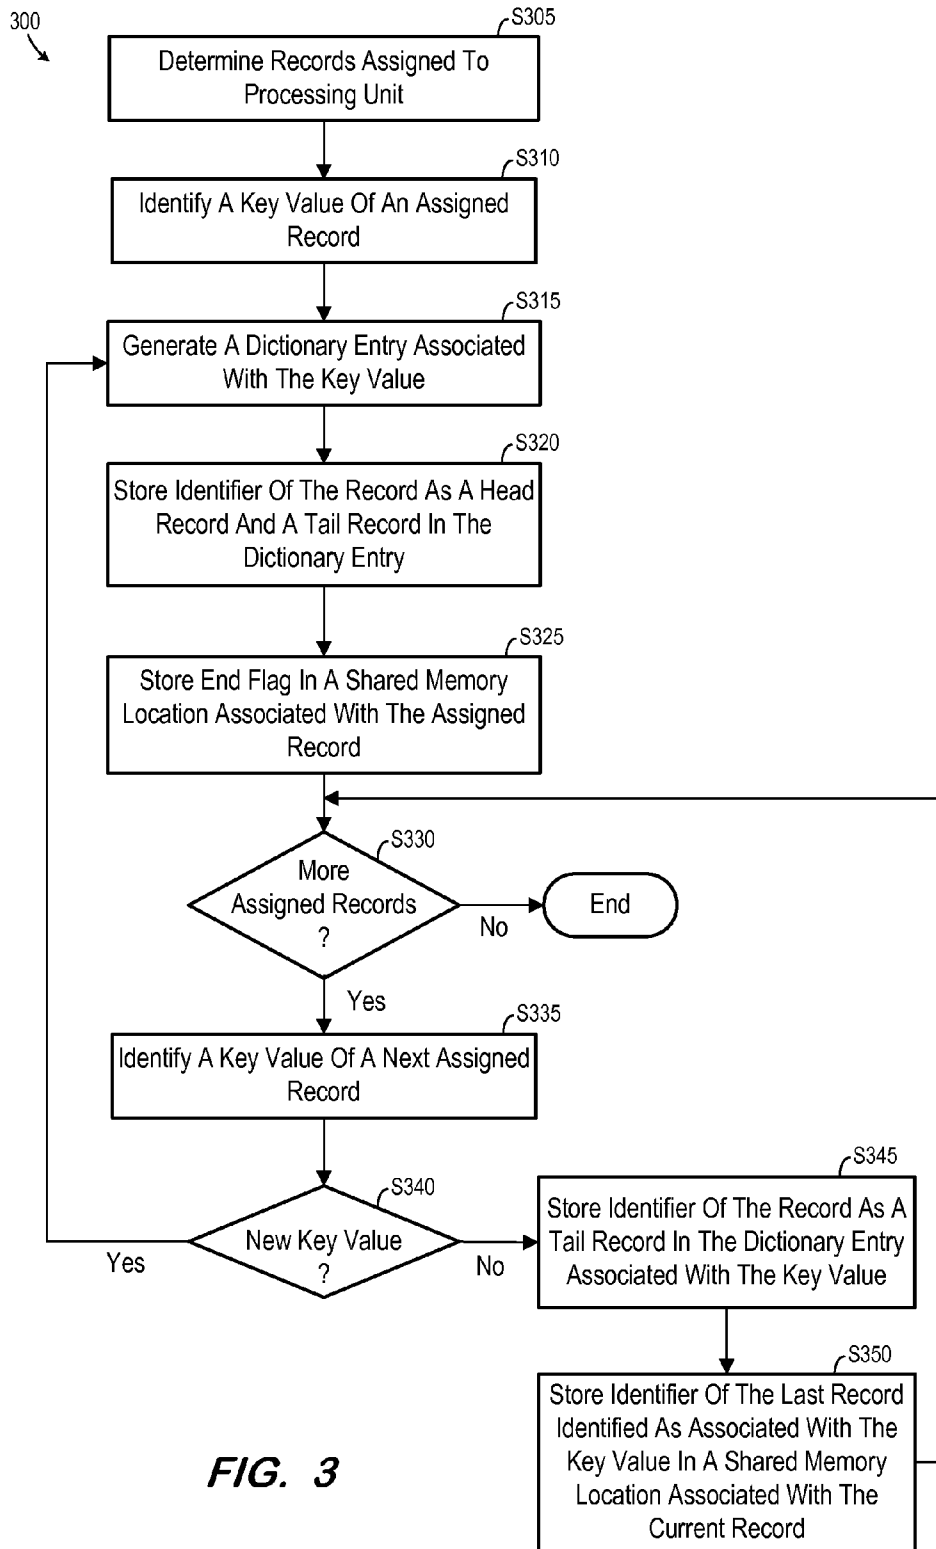 300
S305
Determine Records Assigned To
Processing Unit
S310
Identify A Key Value Of An Assigned
Record
S315
Generate A Dictionary Entry Associated
With The Key Value
S320
Store Identifier Of The Record As A Head
Record And A Tail Record In The
Dictionary Entry
S325
Store End Flag In A Shared Memory
Location Associated With The Assigned
Record
S330
More
Assigned Records
?
No
End
Yes
S335
Identify A Key Value Of A Next Assigned
Record
S340
New Key Value
?
Yes
No
S345
Store Identifier Of The Record As A
Tail Record In The Dictionary Entry
Associated With The Key Value
S350
Store Identifier Of The Last Record
Identified As Associated With The
Key Value In A Shared Memory
Location Associated With The
Current Record
FIG. 3